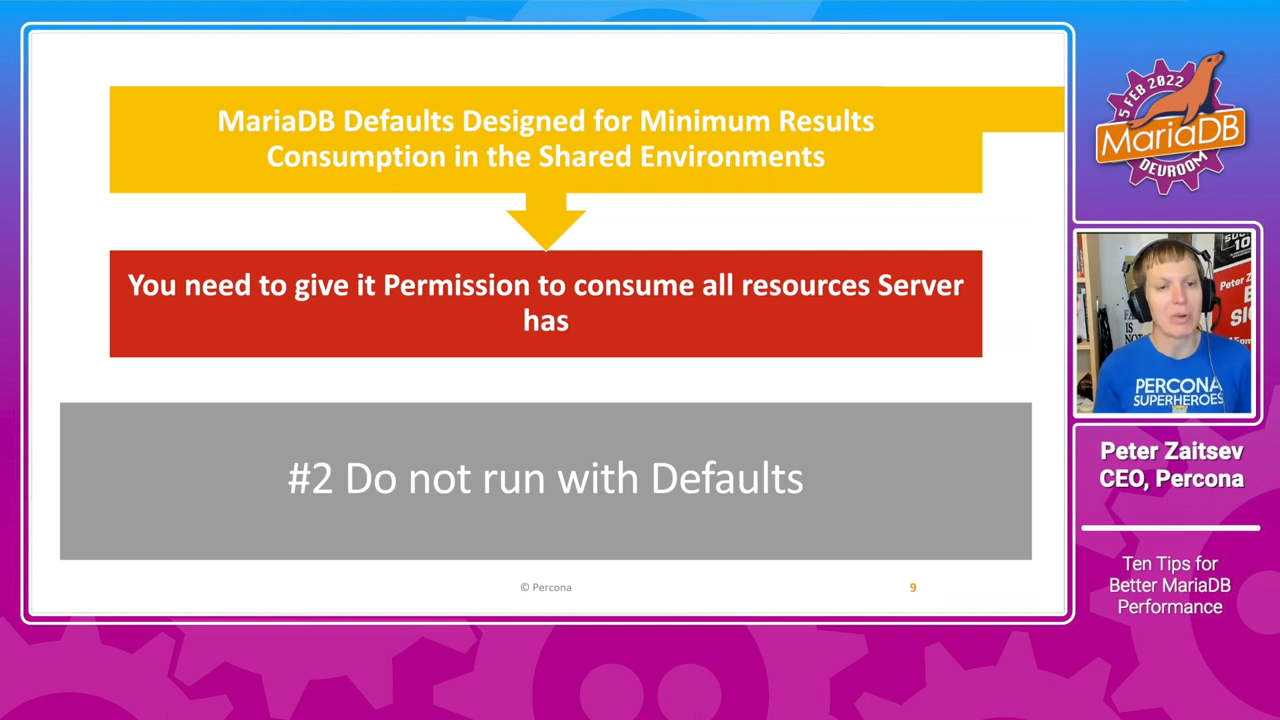 MariaDB Defaults Designed for Minimum Results
Consumption in the Shared Environments
You need to give it Permission to consume all resources Server
has
#2 Do not run with Defaults
© Percona
9
5 FEB 2022
MariaDB
DEVROOM
Peter Z
PERCONA
SUPERHEROES
Peter Zaitsev
CEO, Percona
Ten Tips for
Better MariaDB
Performance